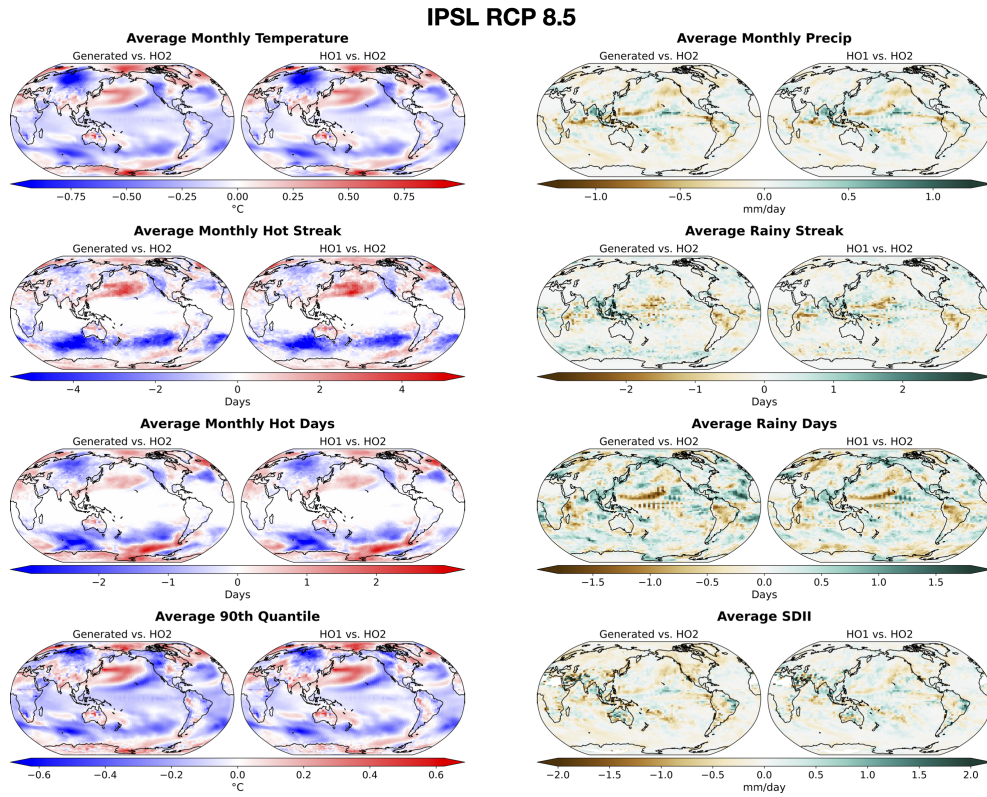 IPSL RCP 8.5
Average Monthly Temperature
Generated vs. HO2
HO1 vs. HO2
−0.75 −0.50 −0.25 0.00 0.25 0.50 0.75
°C
Average Monthly Precip
Generated vs. HO2
HO1 vs. HO2
−1.0 −0.5 0.0 0.5 1.0
mm/day
Average Monthly Hot Streak
Generated vs. HO2
HO1 vs. HO2
−4 −2 0 2 4
Days
Average Rainy Streak
Generated vs. HO2
HO1 vs. HO2
−2 −1 0 1 2
Days
Average Monthly Hot Days
Generated vs. HO2
HO1 vs. HO2
−2 −1 0 1 2
Days
Average Rainy Days
Generated vs. HO2
HO1 vs. HO2
−1.5 −1.0 −0.5 0.0 0.5 1.0 1.5
Days
Average 90th Quantile
Generated vs. HO2
HO1 vs. HO2
−0.6 −0.4 −0.2 0.0 0.2 0.4 0.6
°C
Average SDII
Generated vs. HO2
HO1 vs. HO2
−2.0 −1.5 −1.0 −0.5 0.0 0.5 1.0 1.5 2.0
mm/day